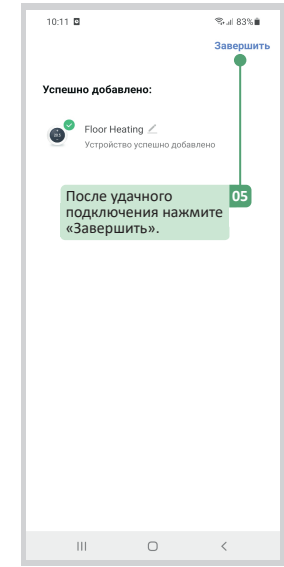 10:11
83%
Завершить
Успешно добавлено:
Floor Heating
Устройство успешно добавлено
После удачного
подключения нажмите
«Завершить».
05